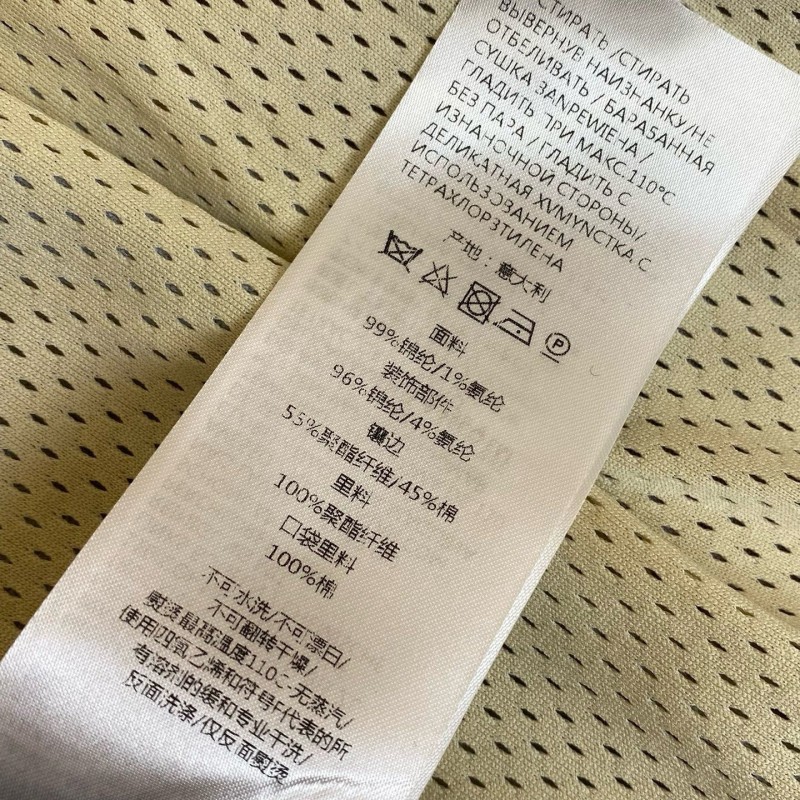 СТИРАТЬ /СТИРАТЬ
ВЫВЕРНУВ НАИЗНАНКУ/НЕ
ОТБЕЛИВАТЬ / БАРАБАННАЯ
СУШКА ЗАNPEWIEHA /
ГЛАДИТЬ ПРИ МАКС.110°C
БЕЗ ПАРА / ГЛАДИТЬ С
ИЗНАНОЧНОЙ СТОРОНЫ/
ДЕЛИКАТНАЯ XVMYNCTKA С
ИСПОЛЬЗОВАНИЕМ
ТЕТРАХЛОРЗТИЛЕНА
产地：意大利
P
面料
99%锦纶/1%氨纶
装饰部件
96%锦纶/4%氨纶
镶边
55%聚酯纤维/45%棉
里料
100%聚酯纤维
口袋里料
100%棉
不可水洗/不可漂白/
不可翻转干燥/
熨烫最高温度110C-无蒸汽/
使用四氯乙烯和符号F代表的所
有溶剂的缓和专业干洗/
反面洗涤/仅反面熨烫